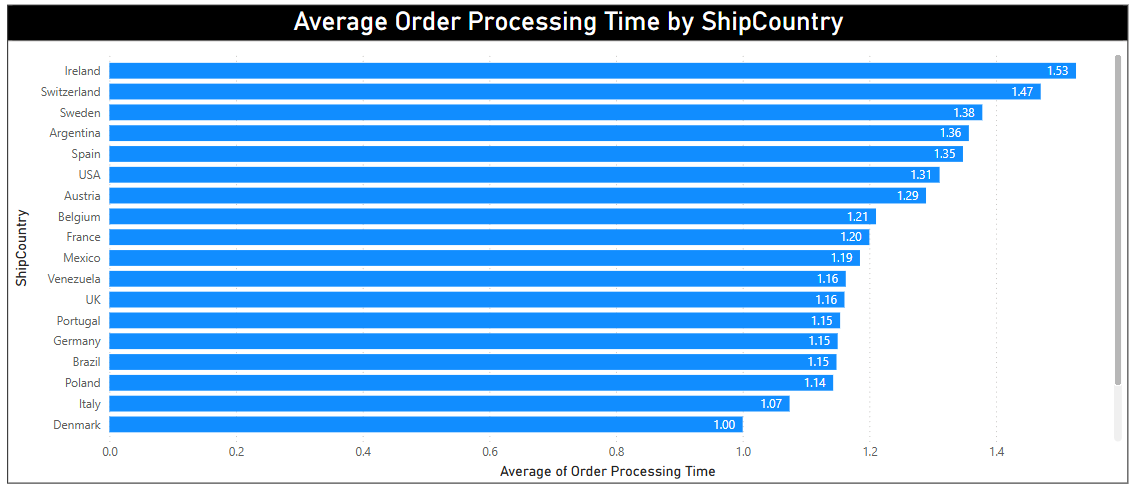 Average Order Processing Time by ShipCountry
ShipCountry
Ireland 1.53
Switzerland 1.47
Sweden 1.38
Argentina 1.36
Spain 1.35
USA 1.31
Austria 1.29
Belgium 1.21
France 1.20
Mexico 1.19
Venezuela 1.16
UK 1.16
Portugal 1.15
Germany 1.15
Brazil 1.15
Poland 1.14
Italy 1.07
Denmark 1.00
0.0 0.2 0.4 0.6 0.8 1.0 1.2 1.4
Average of Order Processing Time